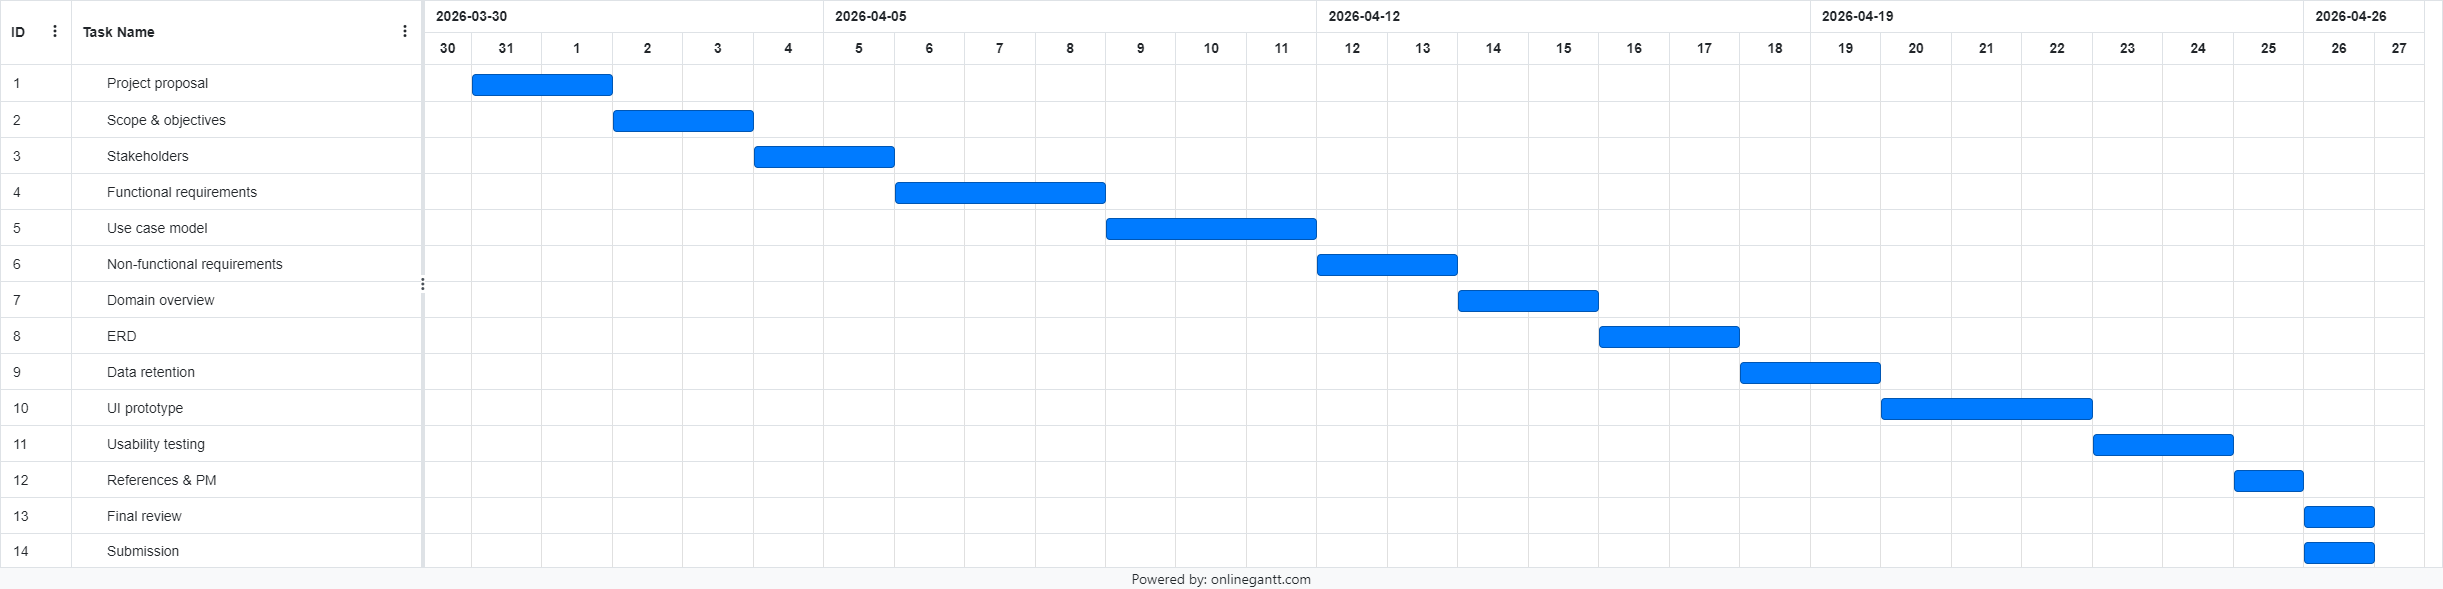 2026-03-30 2026-04-05 2026-04-12 2026-04-19 2026-04-26
ID Task Name
30 31 1 2 3 4 5 6 7 8 9 10 11 12 13 14 15 16 17 18 19 20 21 22 23 24 25 26 27
1 Project proposal
2 Scope & objectives
3 Stakeholders
4 Functional requirements
5 Use case model
6 Non-functional requirements
7 Domain overview
8 ERD
9 Data retention
10 UI prototype
11 Usability testing
12 References & PM
13 Final review
14 Submission
Powered by: onlinegantt.com